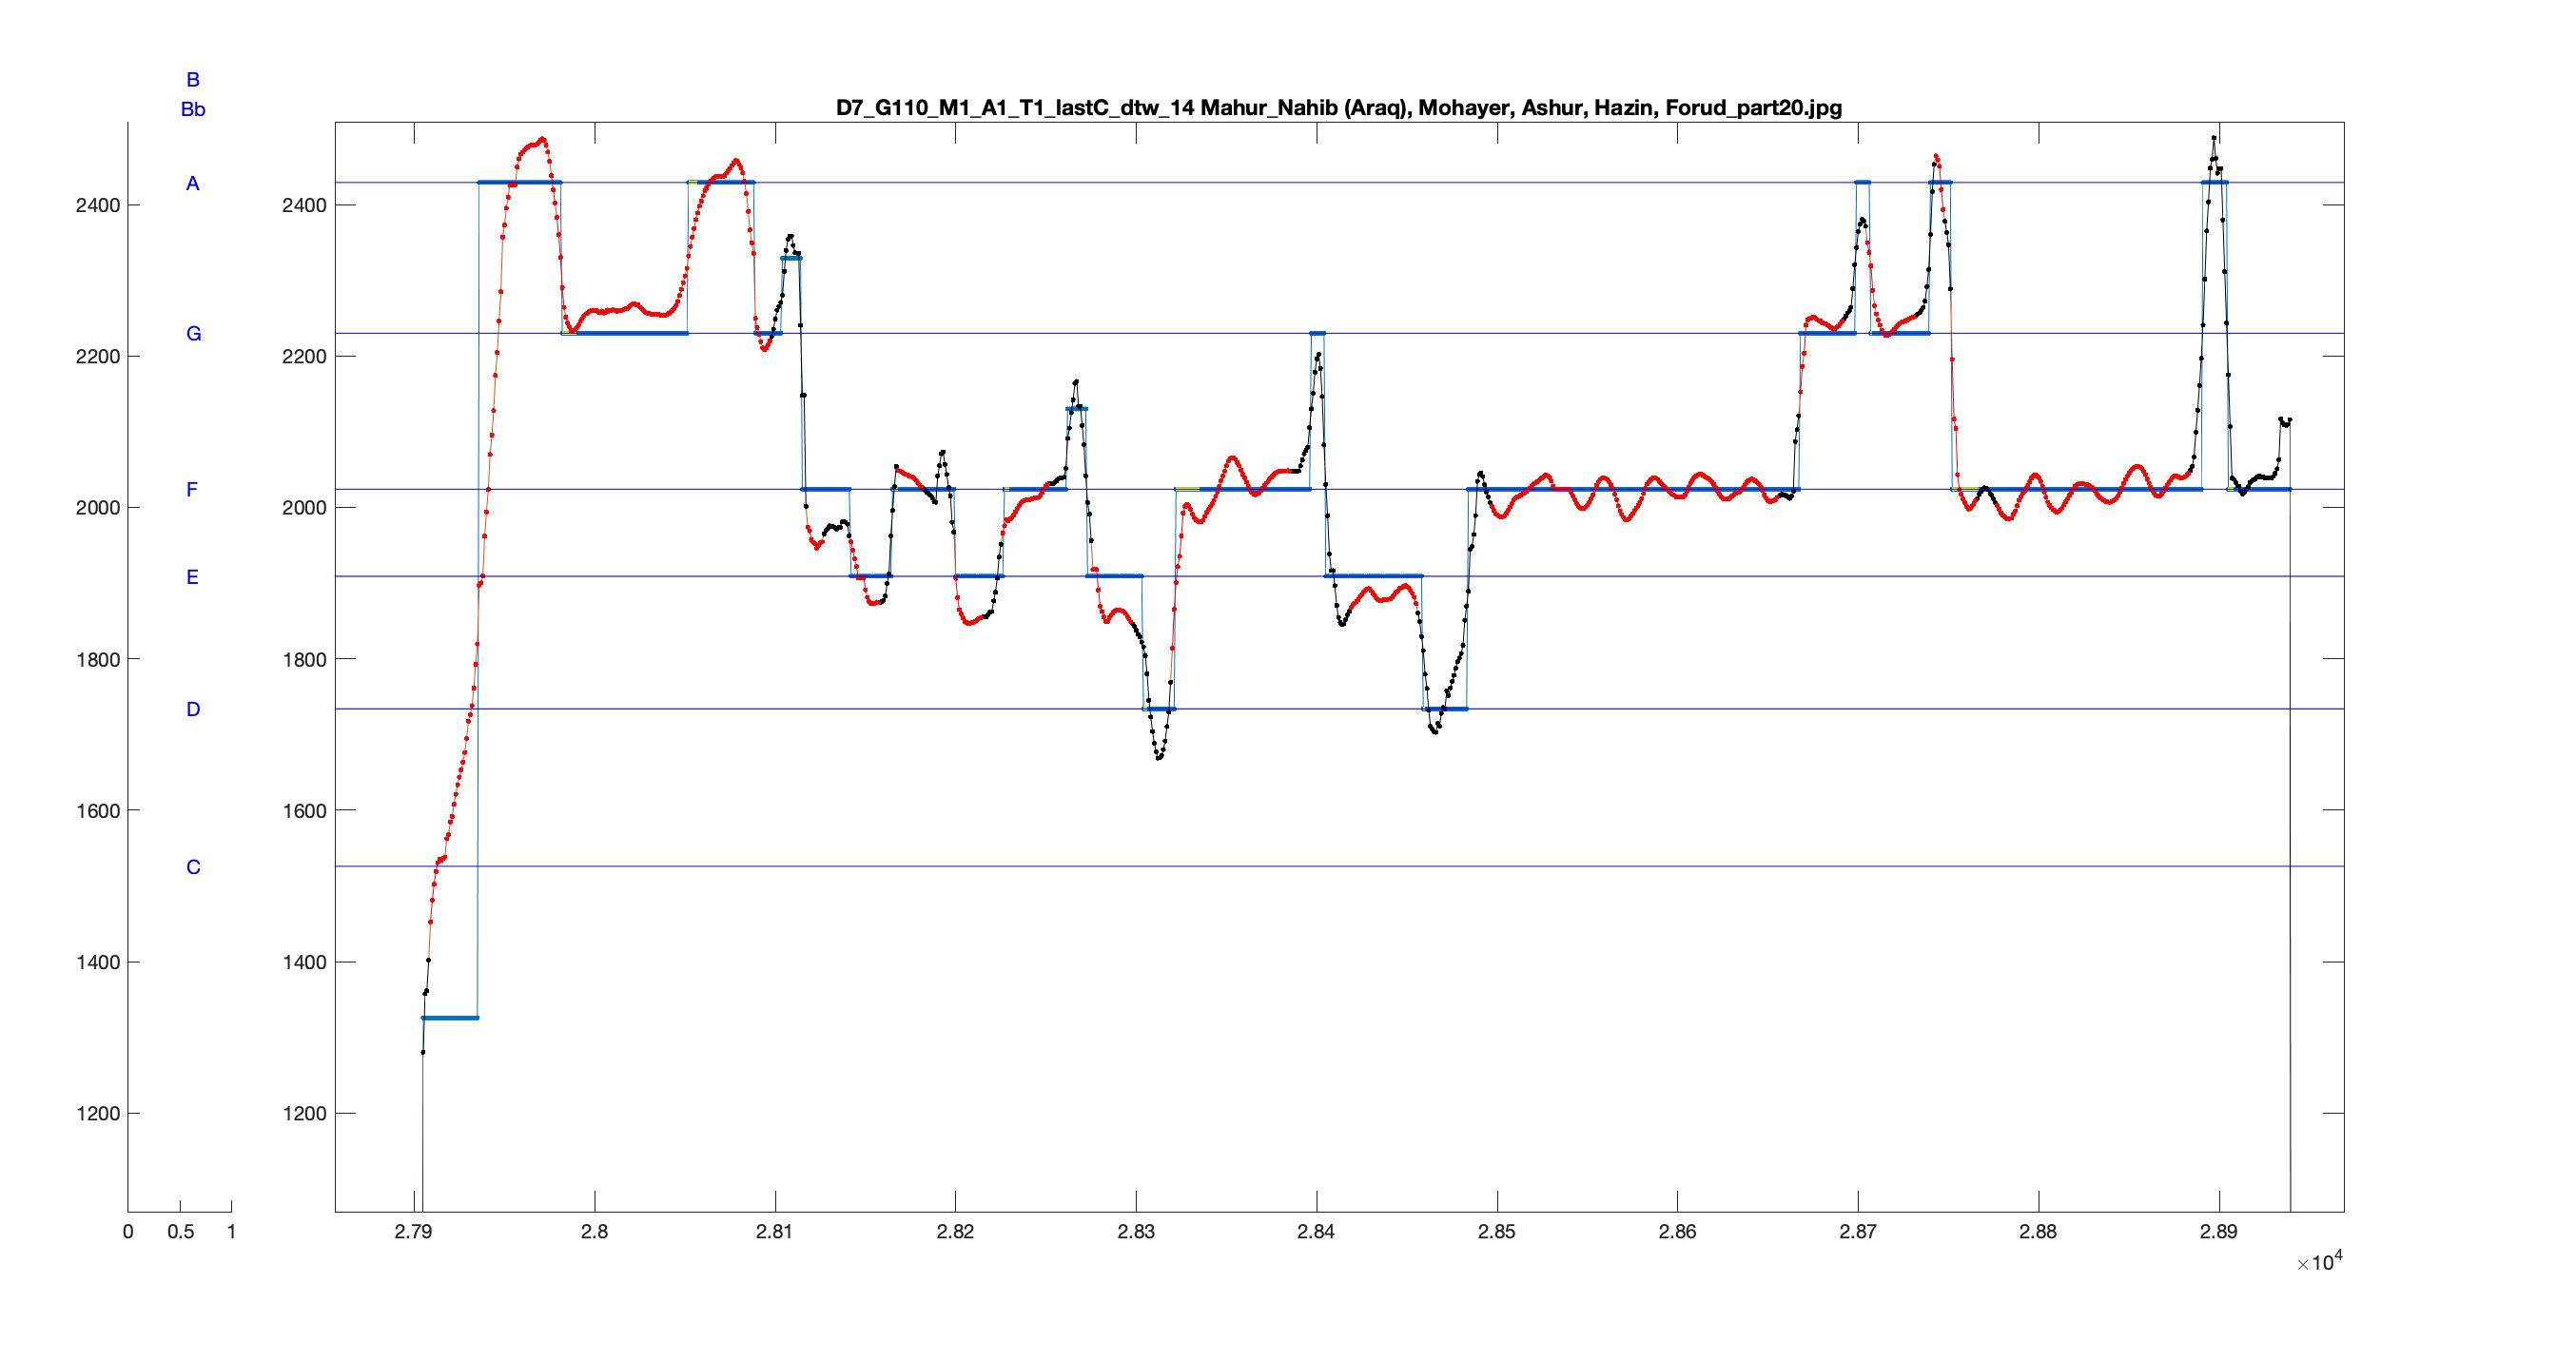 B
Bb
D7_G110_M1_A1_T1_lastC_dtw_14 Mahur_Nahib (Araq), Mohayer, Ashur, Hazin, Forud_part20.jpg
A
2400 2400
G
2200 2200
F
2000 2000
E
1800 1800
D
1600 1600
C
1400 1400
1200 1200
0 0.5 1 2.79 2.8 2.81 2.82 2.83 2.84 2.85 2.86 2.87 2.88 2.89
×10⁴